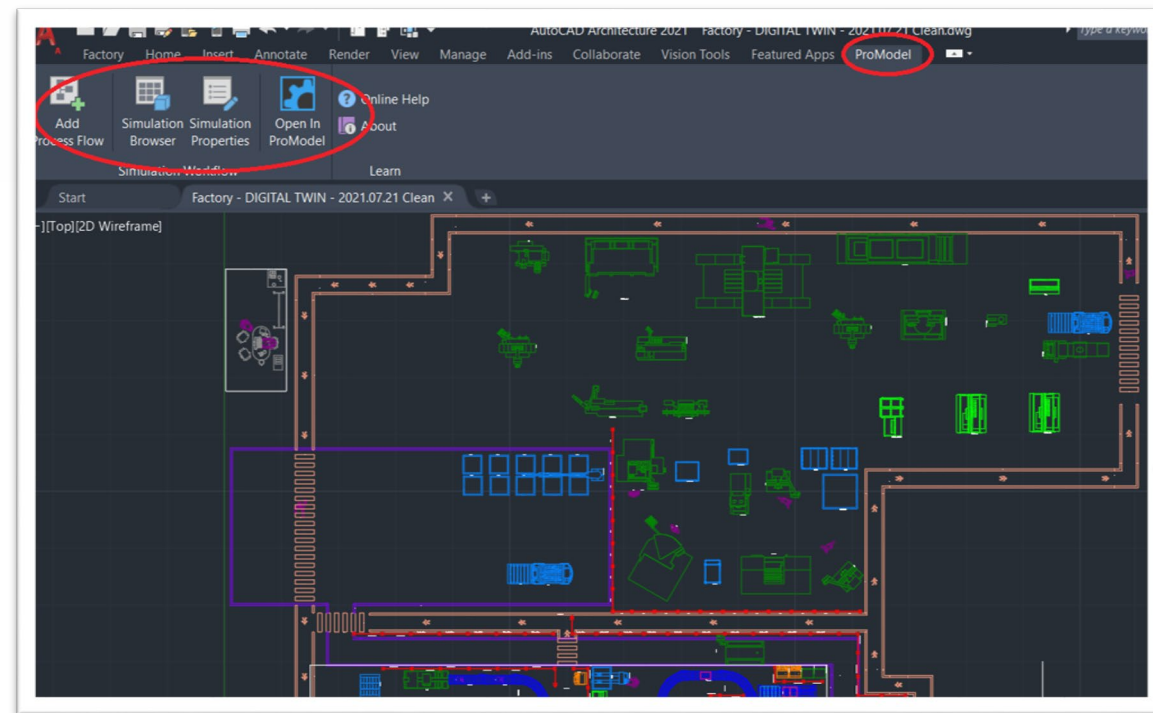 AutoCAD Architecture 2021 Factory - DIGITAL TWIN - 2021.07.21 Clean.dwg
Type a keywor
Factory Home Insert Annotate Render View Manage Add-ins Collaborate Vision Tools Featured Apps ProModel
Add
Process Flow
Simulation
Browser
Simulation
Properties
Open In
ProModel
Online Help
About
Simulation Workflow
Learn
Start
Factory - DIGITAL TWIN - 2021.07.21 Clean
-][Top][2D Wireframe]